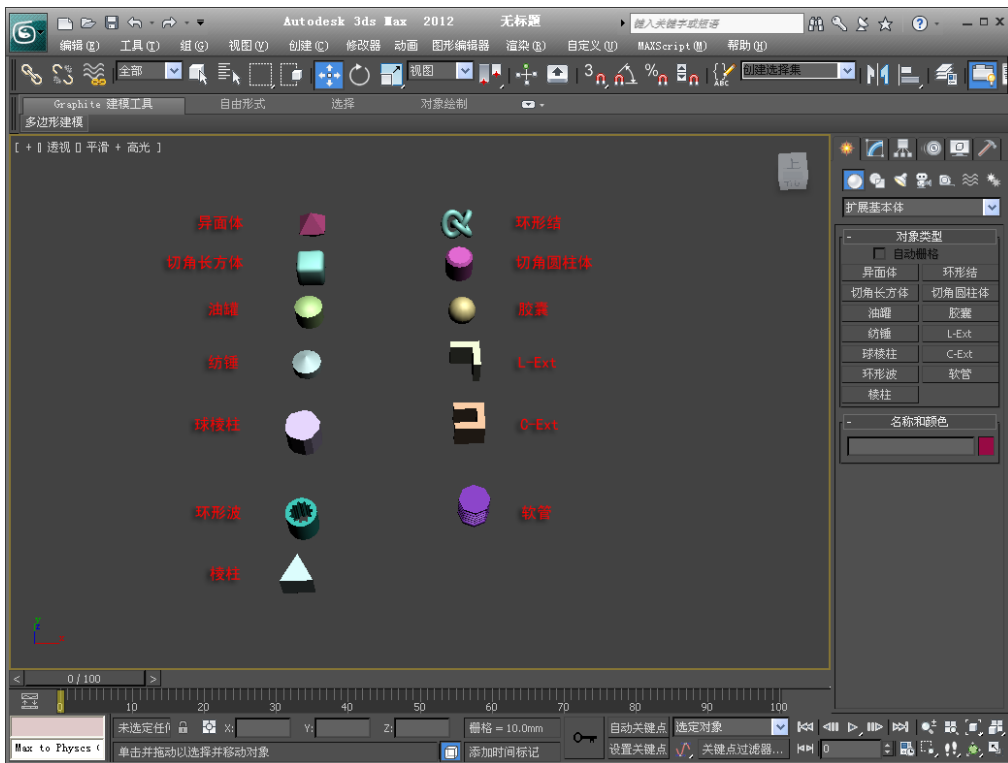 Autodesk 3ds Max 2012 无标题 键入关键字或短语
编辑(E) 工具(T) 组(G) 视图(V) 创建(C) 修改器 动画 图形编辑器 渲染(R) 自定义(U) MAXScript(M) 帮助(H)
全部 视图 3 % ABC 创建选择集
Graphite 建模工具 自由形式 选择 对象绘制
多边形建模
[ + ] 透视 [] 平滑 + 高光 ]
上
异面体 环形结
切角长方体 切角圆柱体
油罐 胶囊
纺锤 L-Ext
球棱柱 C-Ext
环形波 软管
棱柱
y
x
扩展基本体
- 对象类型
自动栅格
异面体 环形结
切角长方体 切角圆柱体
油罐 胶囊
纺锤 L-Ext
球棱柱 C-Ext
环形波 软管
棱柱
- 名称和颜色
< 0 / 100 >
0 10 20 30 40 50 60 70 80 90 100
未选定任何 X: Y: Z: 栅格 = 10.0mm 自动关键点 选定对象
Max to Physcs ( 单击并拖动以选择并移动对象 添加时间标记 设置关键点 关键点过滤器... 0